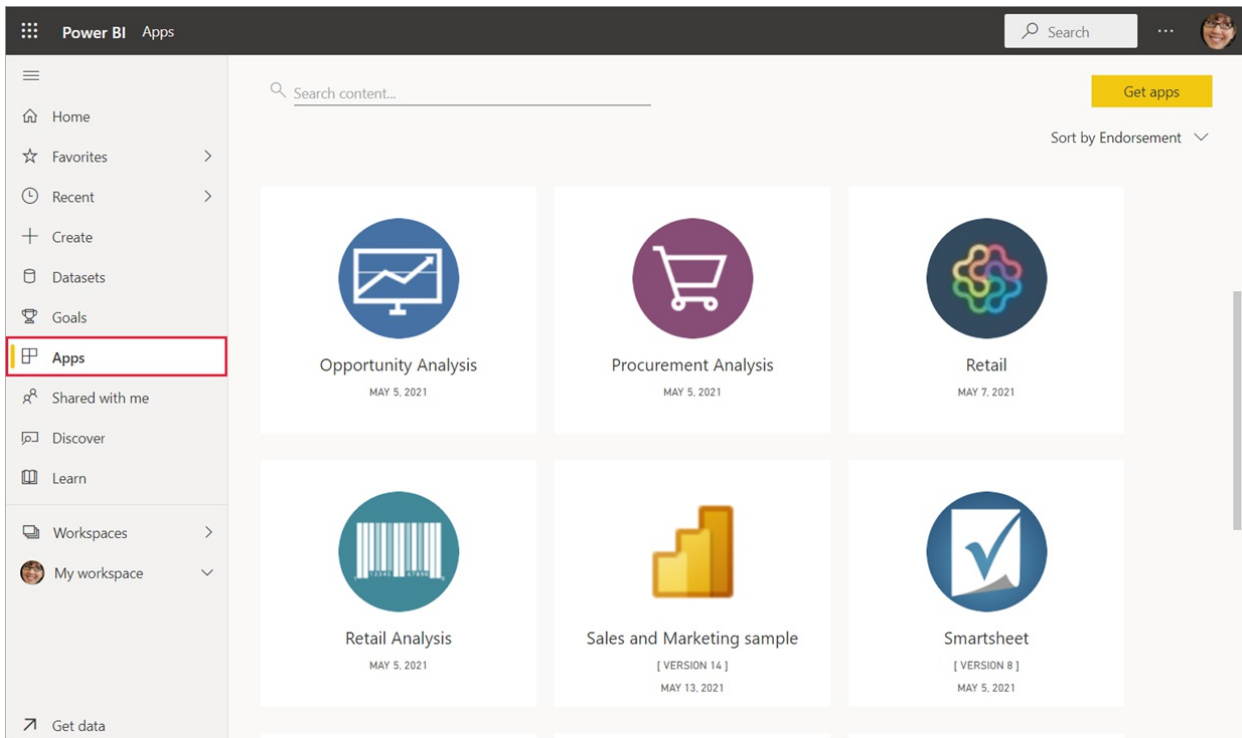 Power BI Apps
Search
Home
Favorites
Recent
Create
Datasets
Goals
Apps
Shared with me
Discover
Learn
Workspaces
My workspace
Get data
Search content...
Get apps
Sort by Endorsement
Opportunity Analysis
MAY 5, 2021
Procurement Analysis
MAY 5, 2021
Retail
MAY 7, 2021
Retail Analysis
MAY 5, 2021
Sales and Marketing sample
[ VERSION 14 ]
MAY 13, 2021
Smartsheet
[ VERSION 8 ]
MAY 5, 2021